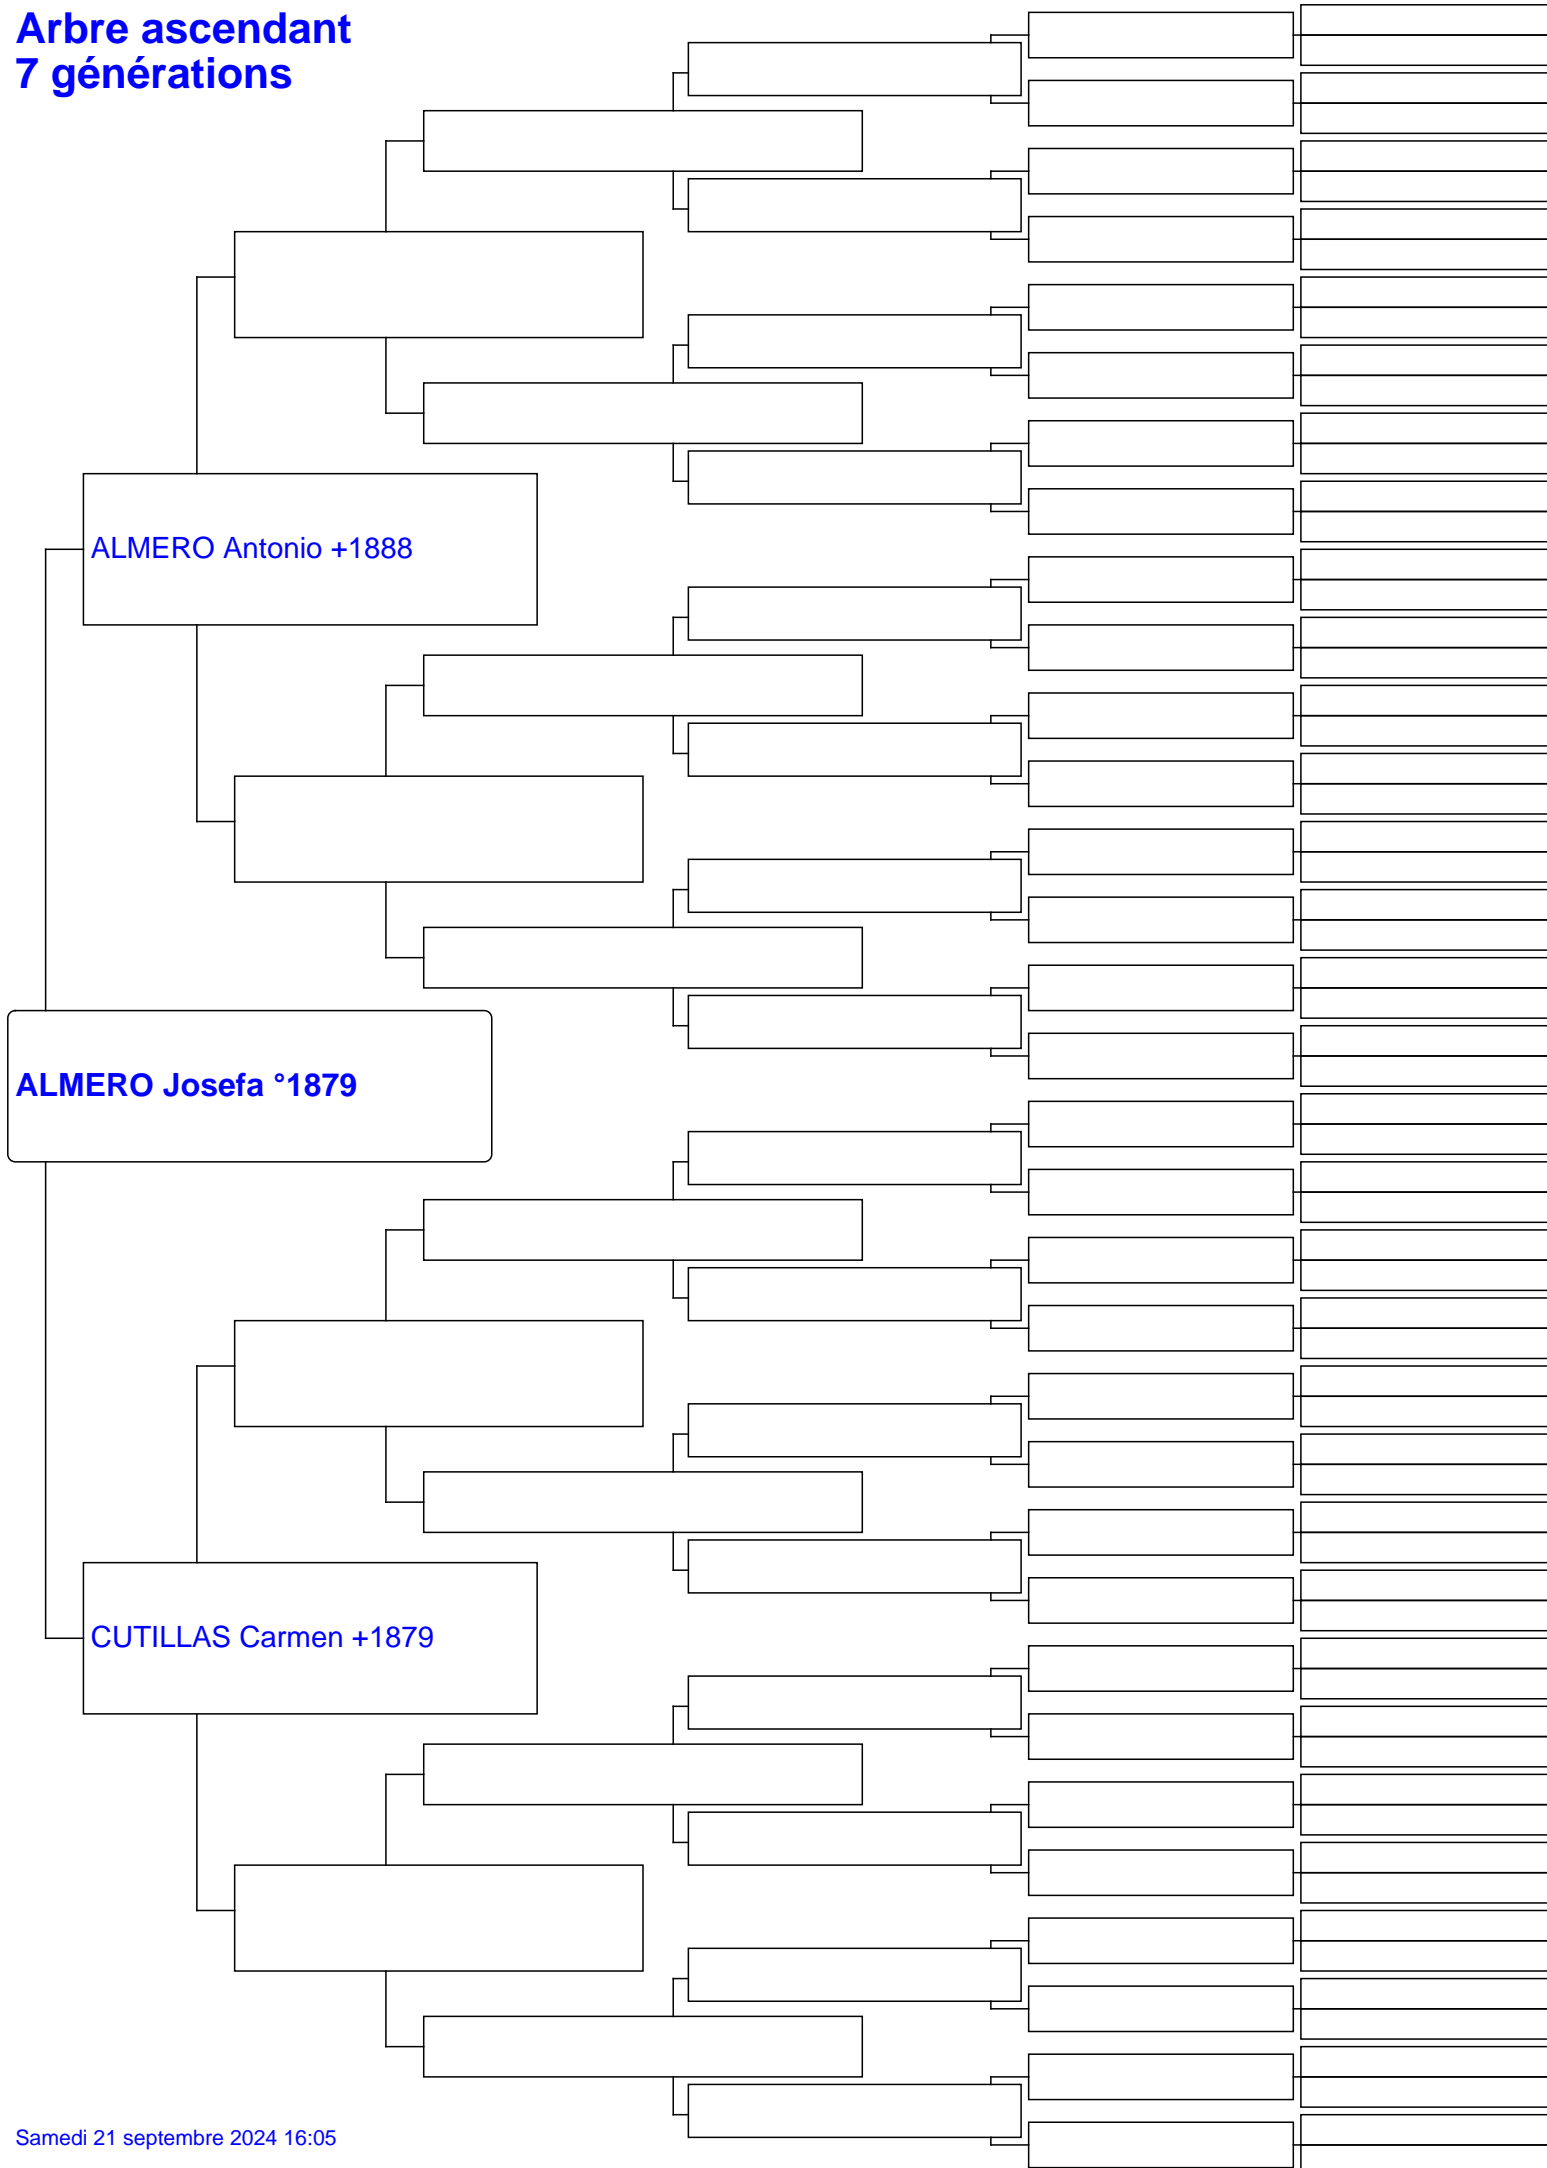 Arbre ascendant
7 générations
ALMERO Antonio +1888
ALMERO Josefa °1879
CUTILLAS Carmen +1879
Samedi 21 septembre 2024 16:05